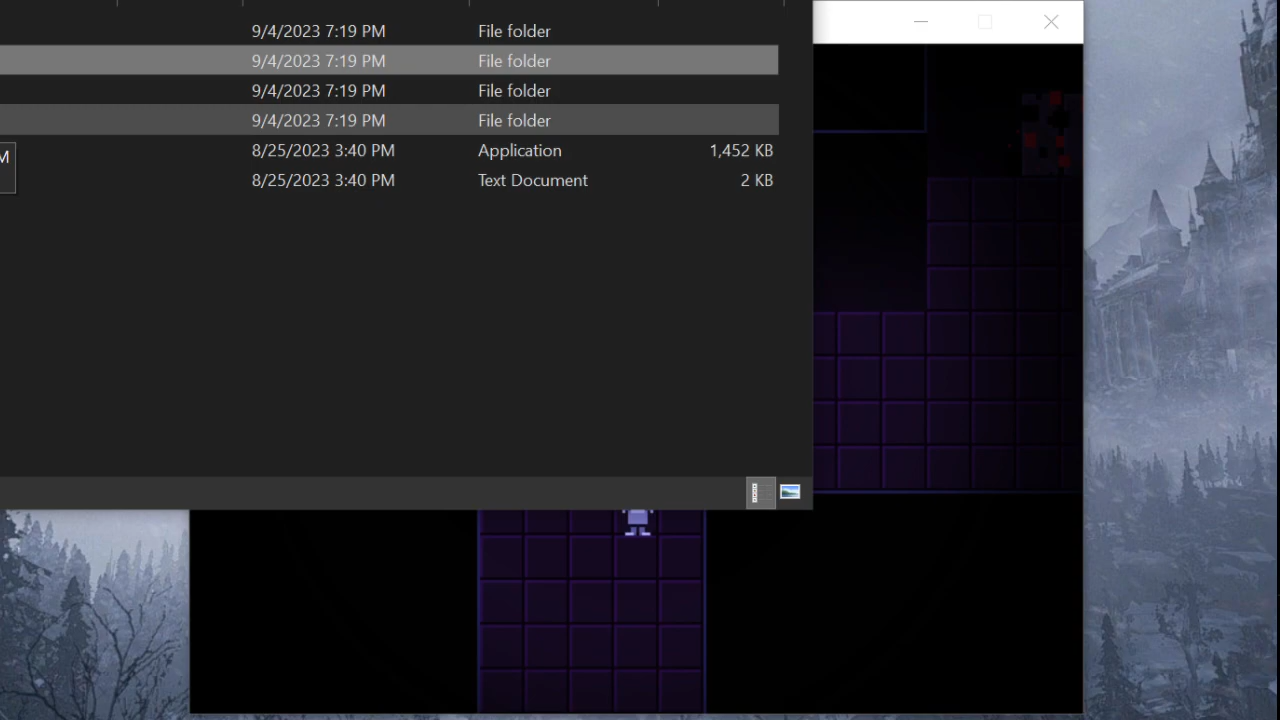 9/4/2023 7:19 PM File folder
9/4/2023 7:19 PM File folder
9/4/2023 7:19 PM File folder
9/4/2023 7:19 PM File folder
M
8/25/2023 3:40 PM Application 1,452 KB
8/25/2023 3:40 PM Text Document 2 KB